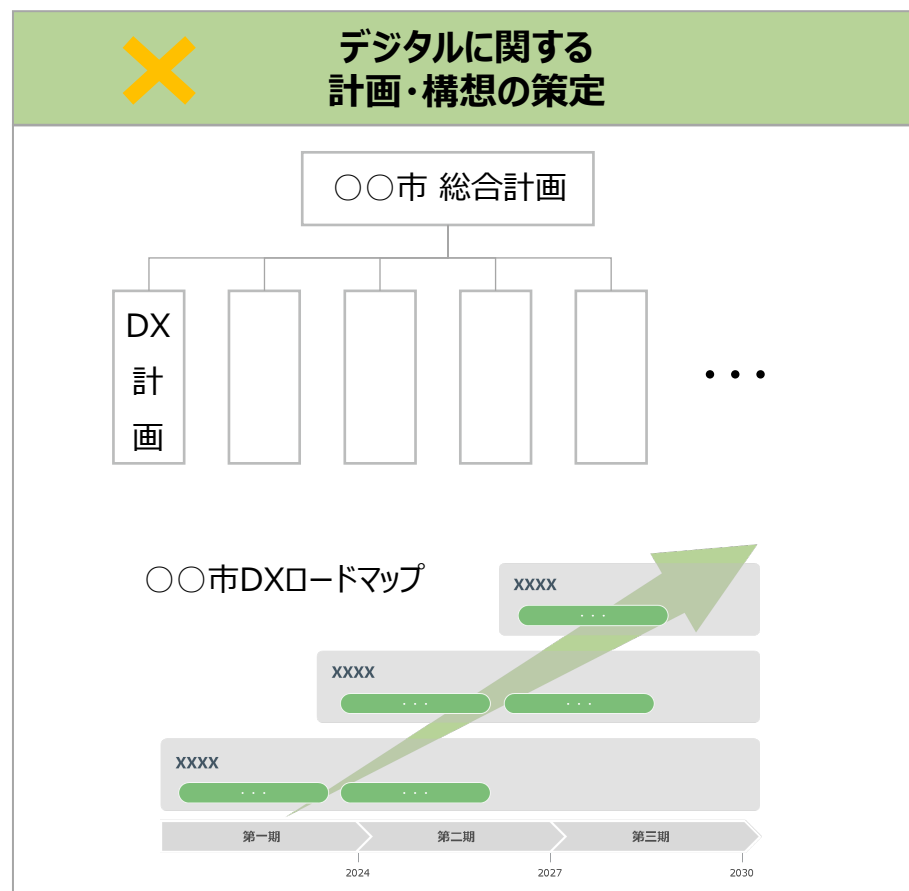 デジタルに関する
計画・構想の策定
○○市 総合計画
DX
計
画
・・・
○○市DXロードマップ
XXXX
・・・
XXXX
・・・ ・・・
XXXX
・・・ ・・・
第一期 第二期 第三期
2024 2027 2030